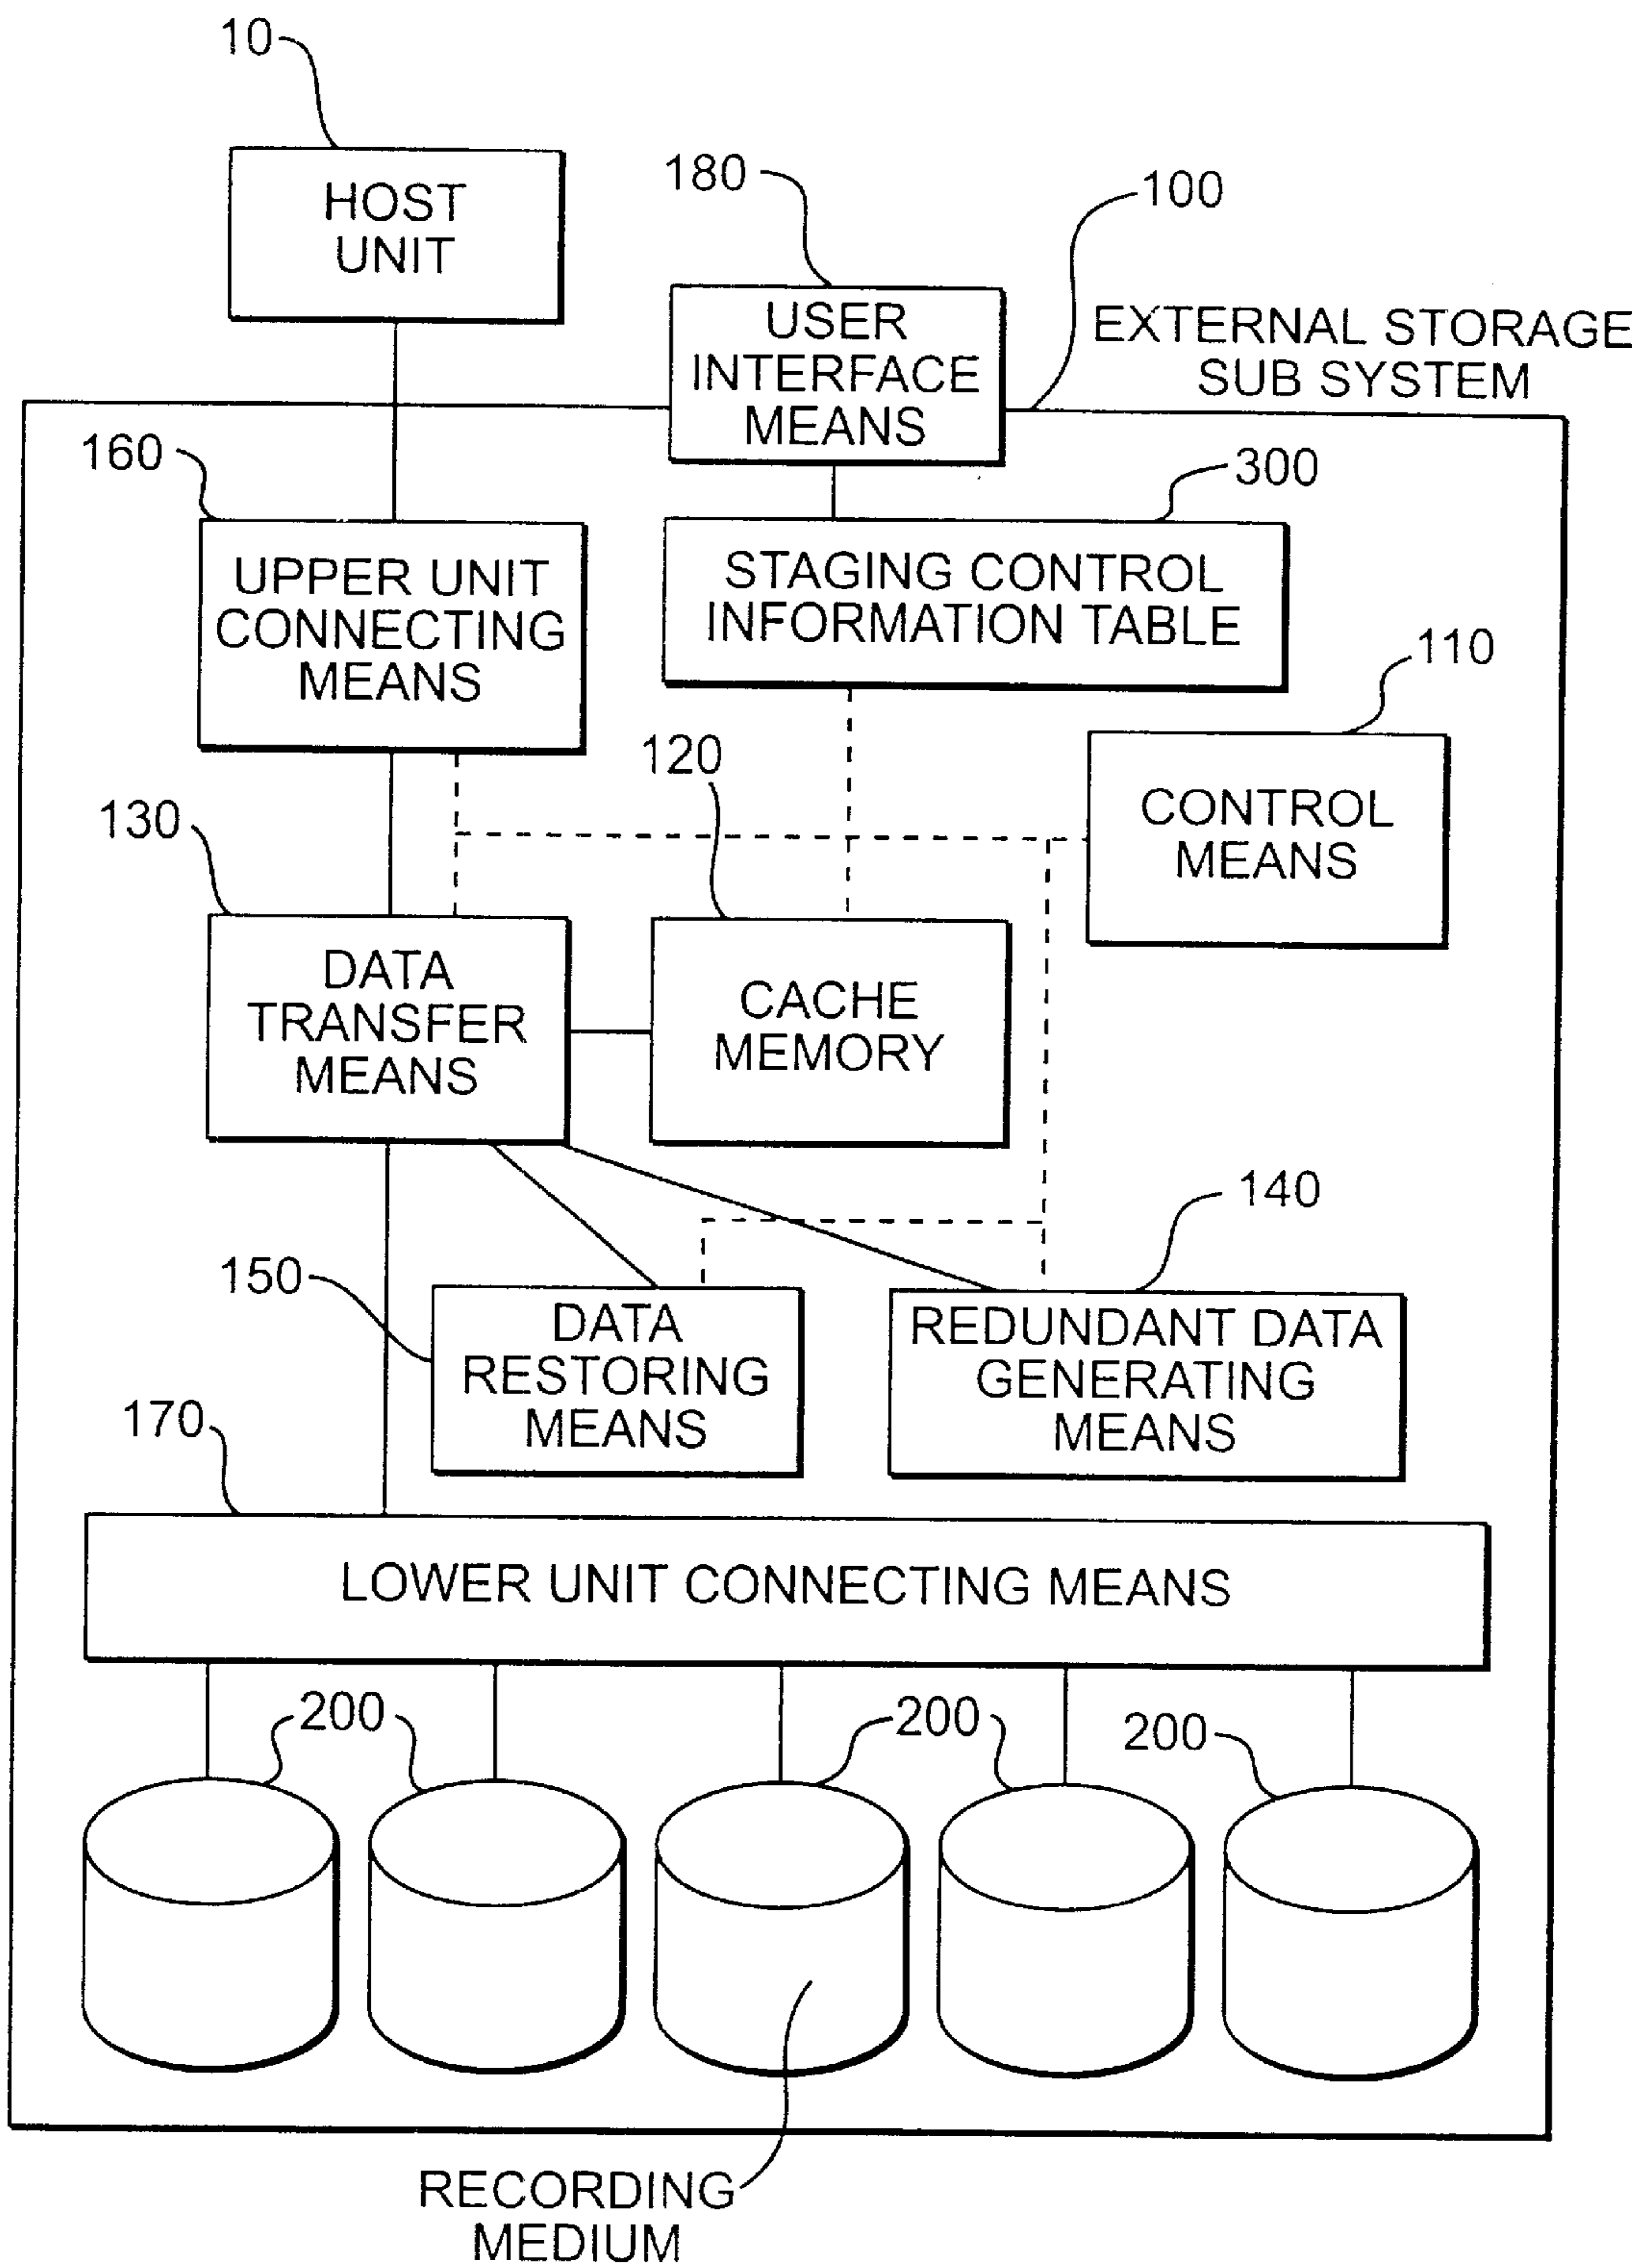 10
HOST
UNIT
180
100
USER
INTERFACE
MEANS
EXTERNAL STORAGE
SUB SYSTEM
160
300
UPPER UNIT
CONNECTING
MEANS
STAGING CONTROL
INFORMATION TABLE
110
120
CONTROL
MEANS
130
DATA
TRANSFER
MEANS
CACHE
MEMORY
140
150
DATA
RESTORING
MEANS
REDUNDANT DATA
GENERATING
MEANS
170
LOWER UNIT CONNECTING MEANS
200
200
200
RECORDING
MEDIUM